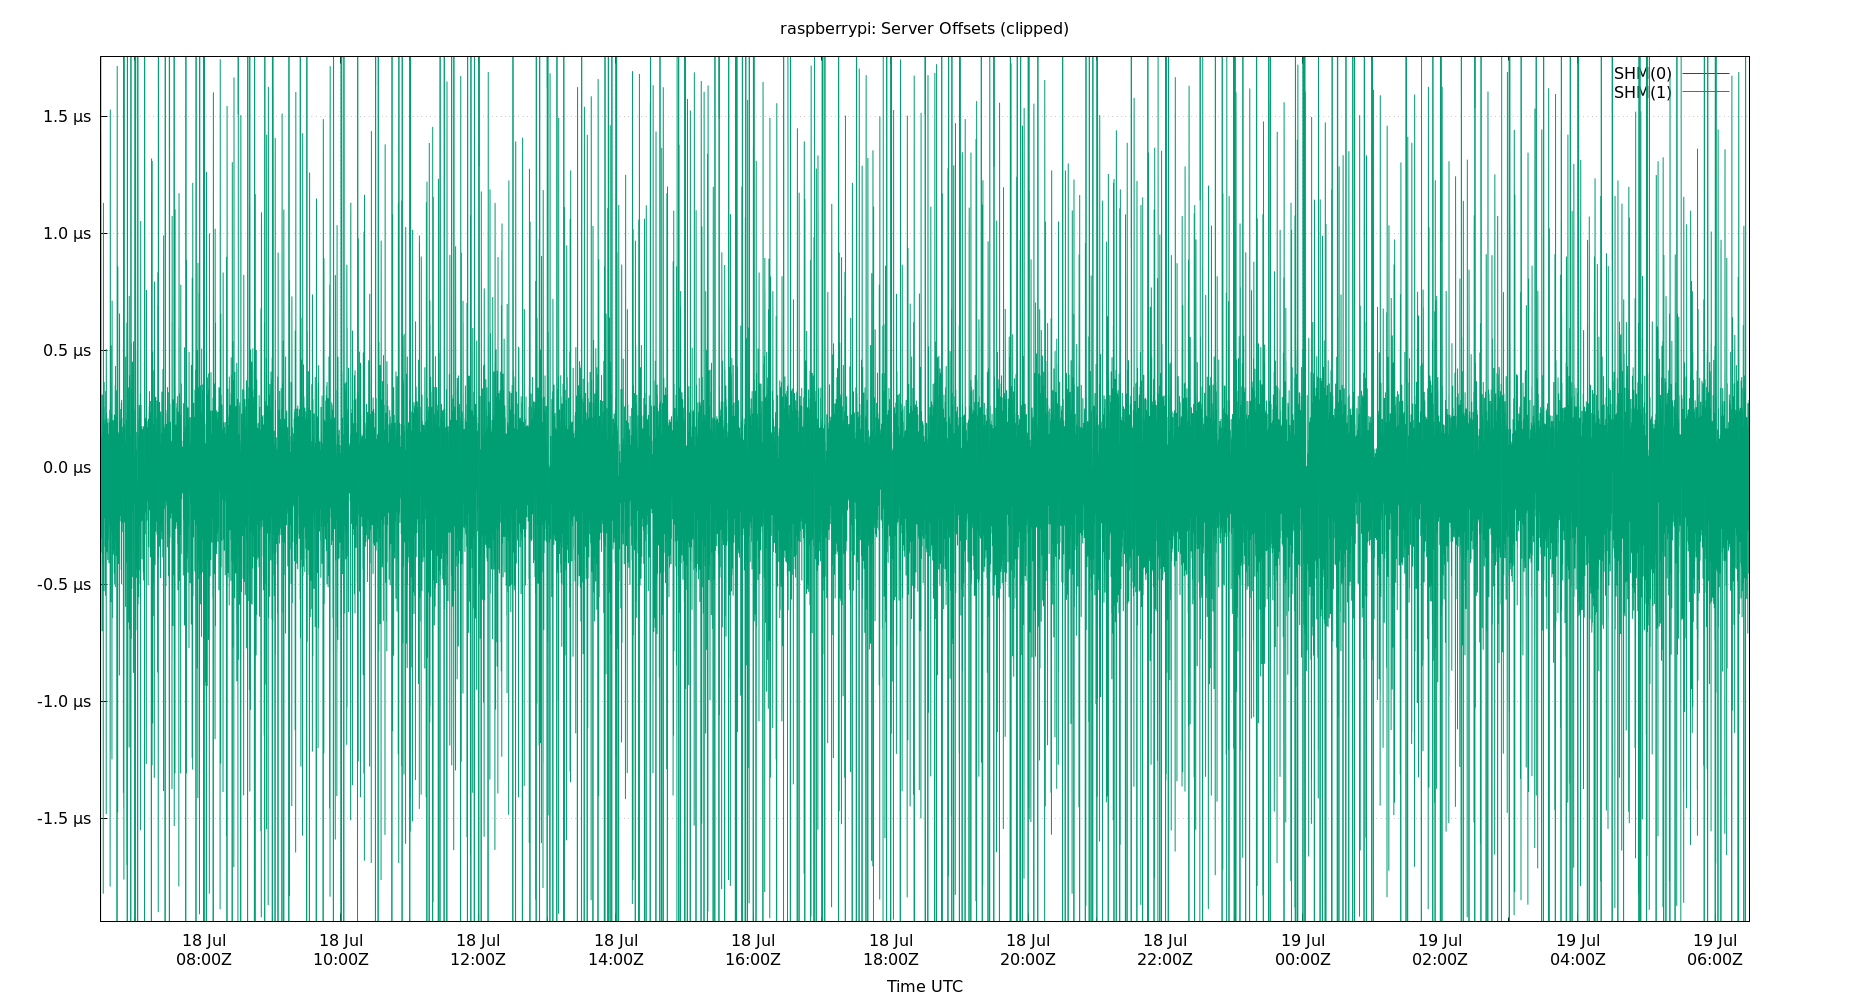 raspberrypi: Server Offsets (clipped)
SHM(0)
SHM(1)
1.5 µs
1.0 µs
0.5 µs
0.0 µs
-0.5 µs
-1.0 µs
-1.5 µs
18 Jul 18 Jul 18 Jul 18 Jul 18 Jul 18 Jul 18 Jul 18 Jul 19 Jul 19 Jul 19 Jul 19 Jul
08:00Z 10:00Z 12:00Z 14:00Z 16:00Z 18:00Z 20:00Z 22:00Z 00:00Z 02:00Z 04:00Z 06:00Z
Time UTC